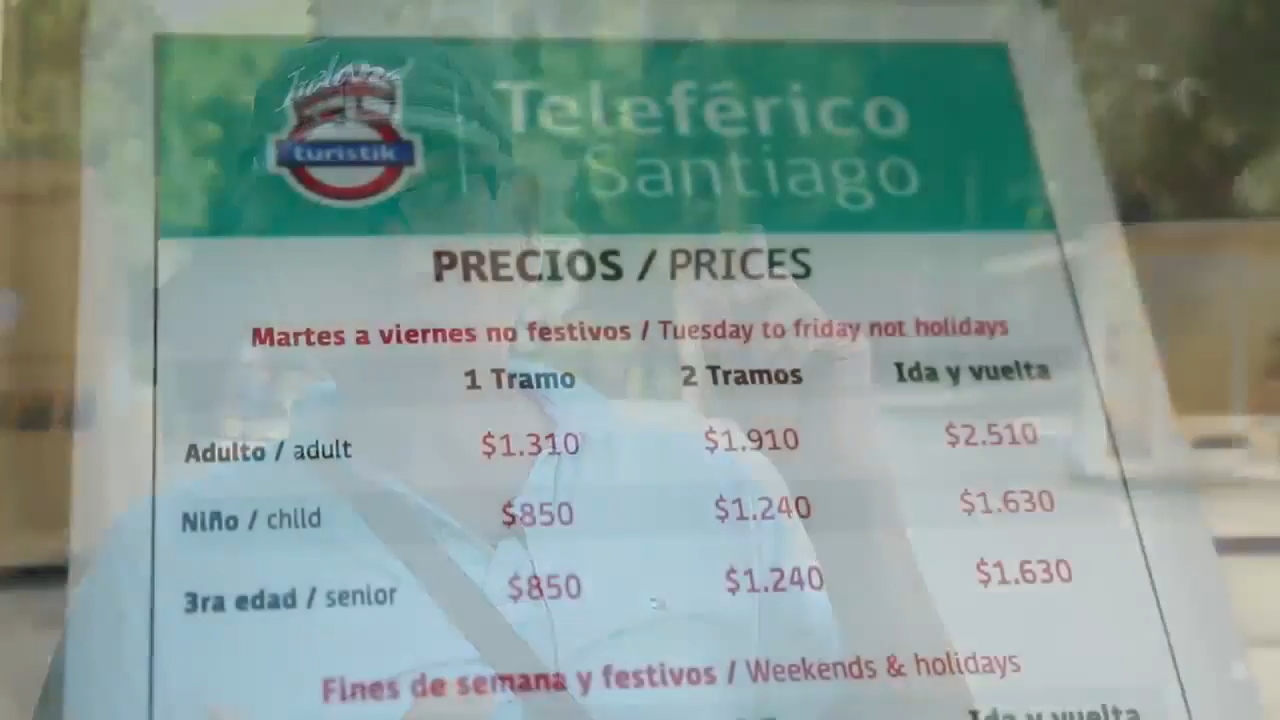 turistik
Teleférico
Santiago
PRECIOS / PRICES
Martes a viernes no festivos / Tuesday to friday not holidays
1 Tramo 2 Tramos Ida y vuelta
Adulto / adult $1.310 $1.910 $2.510
Niño / child $850 $1.240 $1.630
3ra edad / senior $850 $1.240 $1.630
Fines de semana y festivos / Weekends & holidays
Ida y vuelta